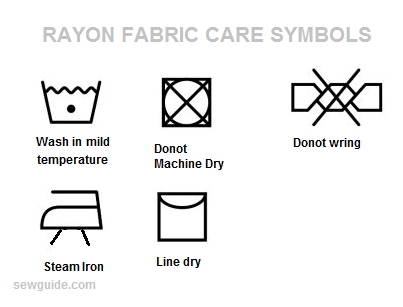 RAYON FABRIC CARE SYMBOLS
Wash in mild
temperature
Donot
Machine Dry
Donot wring
Steam Iron
Line dry
sewguide.com